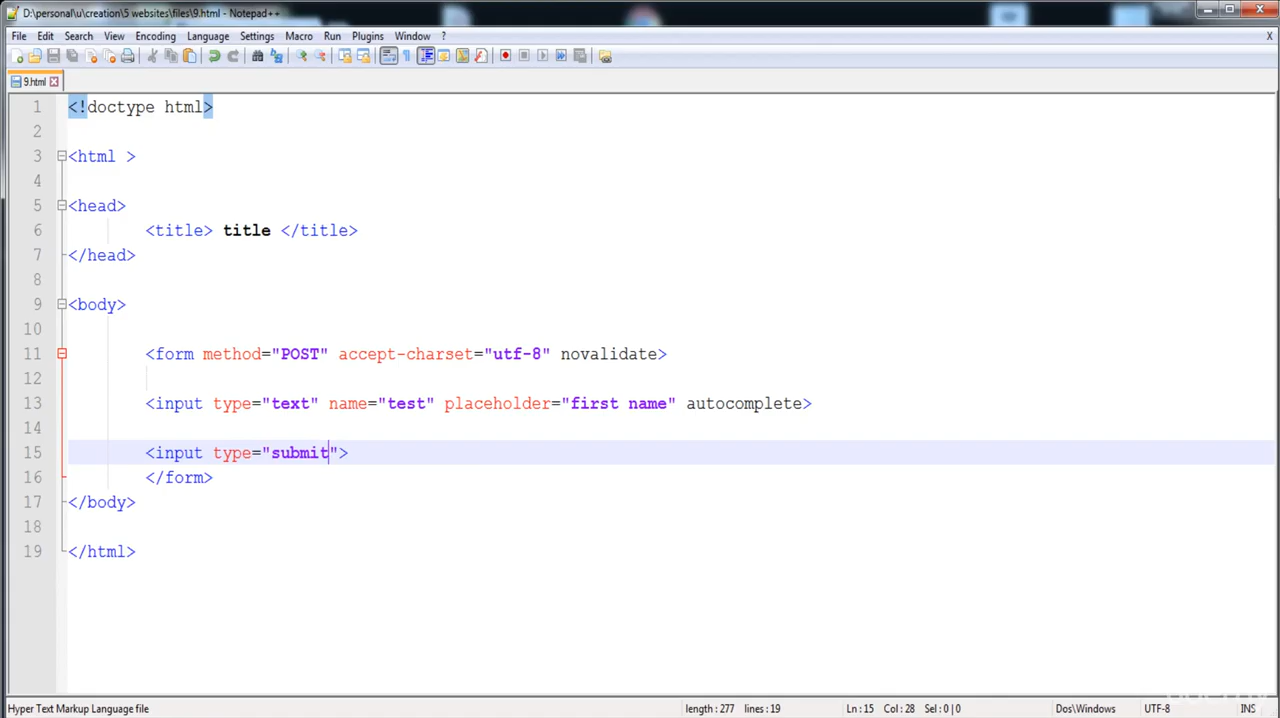 D:\personal\u\creation\5 websites\files\9.html - Notepad++
File Edit Search View Encoding Language Settings Macro Run Plugins Window ? X
9.html
1 <!doctype html>
2
3 <html >
4
5 <head>
6 <title> title </title>
7 </head>
8
9 <body>
10
11 <form method="POST" accept-charset="utf-8" novalidate>
12
13 <input type="text" name="test" placeholder="first name" autocomplete>
14
15 <input type="submit">
16 </form>
17 </body>
18
19 </html>
Hyper Text Markup Language file length : 277 lines : 19 Ln : 15 Col : 28 Sel : 0 | 0 Dos\Windows UTF-8 INS